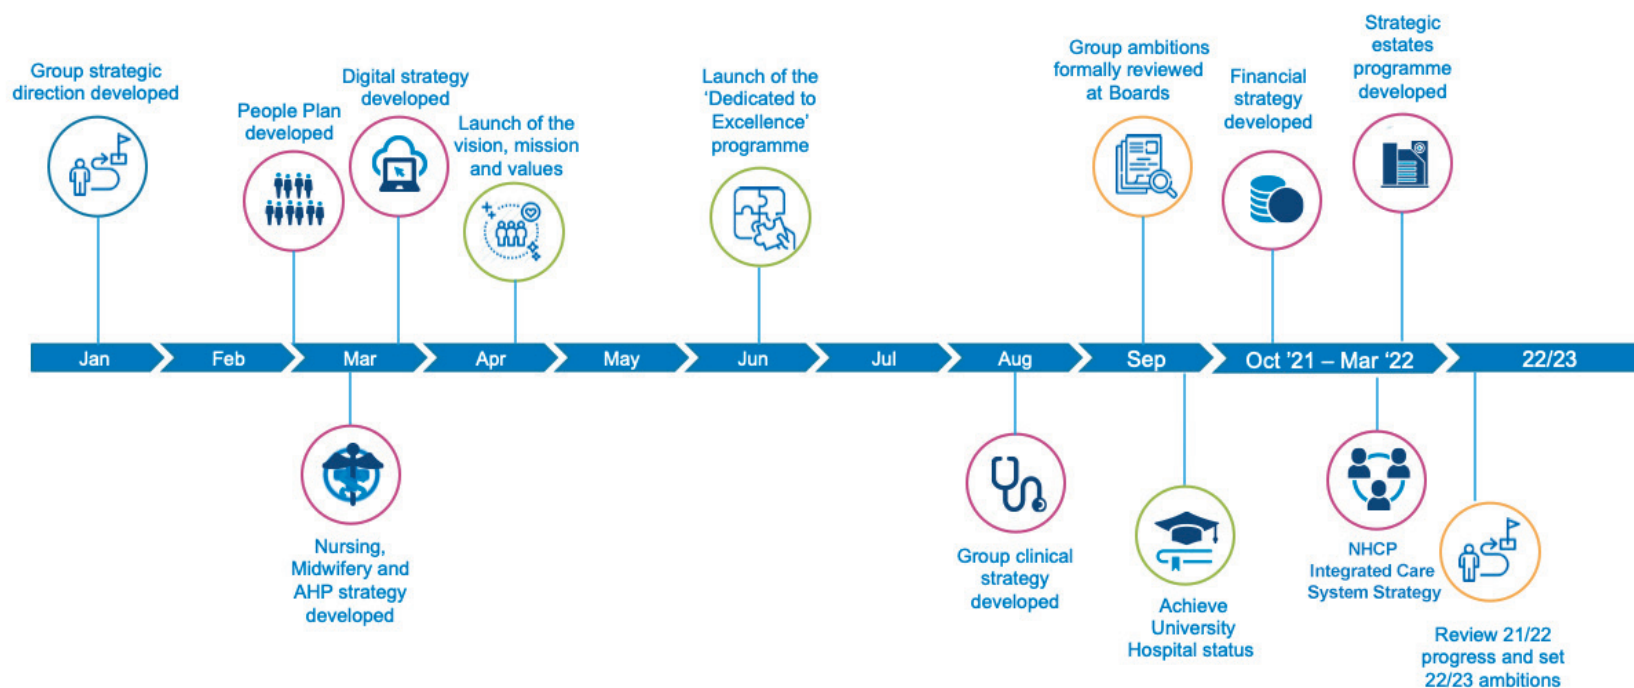 Group strategic
direction developed
People Plan
developed
Digital strategy
developed
Launch of the
vision, mission
and values
Launch of the
‘Dedicated to
Excellence’
programme
Group ambitions
formally reviewed
at Boards
Financial
strategy
developed
Strategic
estates
programme
developed
Jan
Feb
Mar
Apr
May
Jun
Jul
Aug
Sep
Oct ’21 – Mar ‘22
22/23
Nursing,
Midwifery and
AHP strategy
developed
Group clinical
strategy
developed
Achieve
University
Hospital status
NHCP
Integrated Care
System Strategy
Review 21/22
progress and set
22/23 ambitions